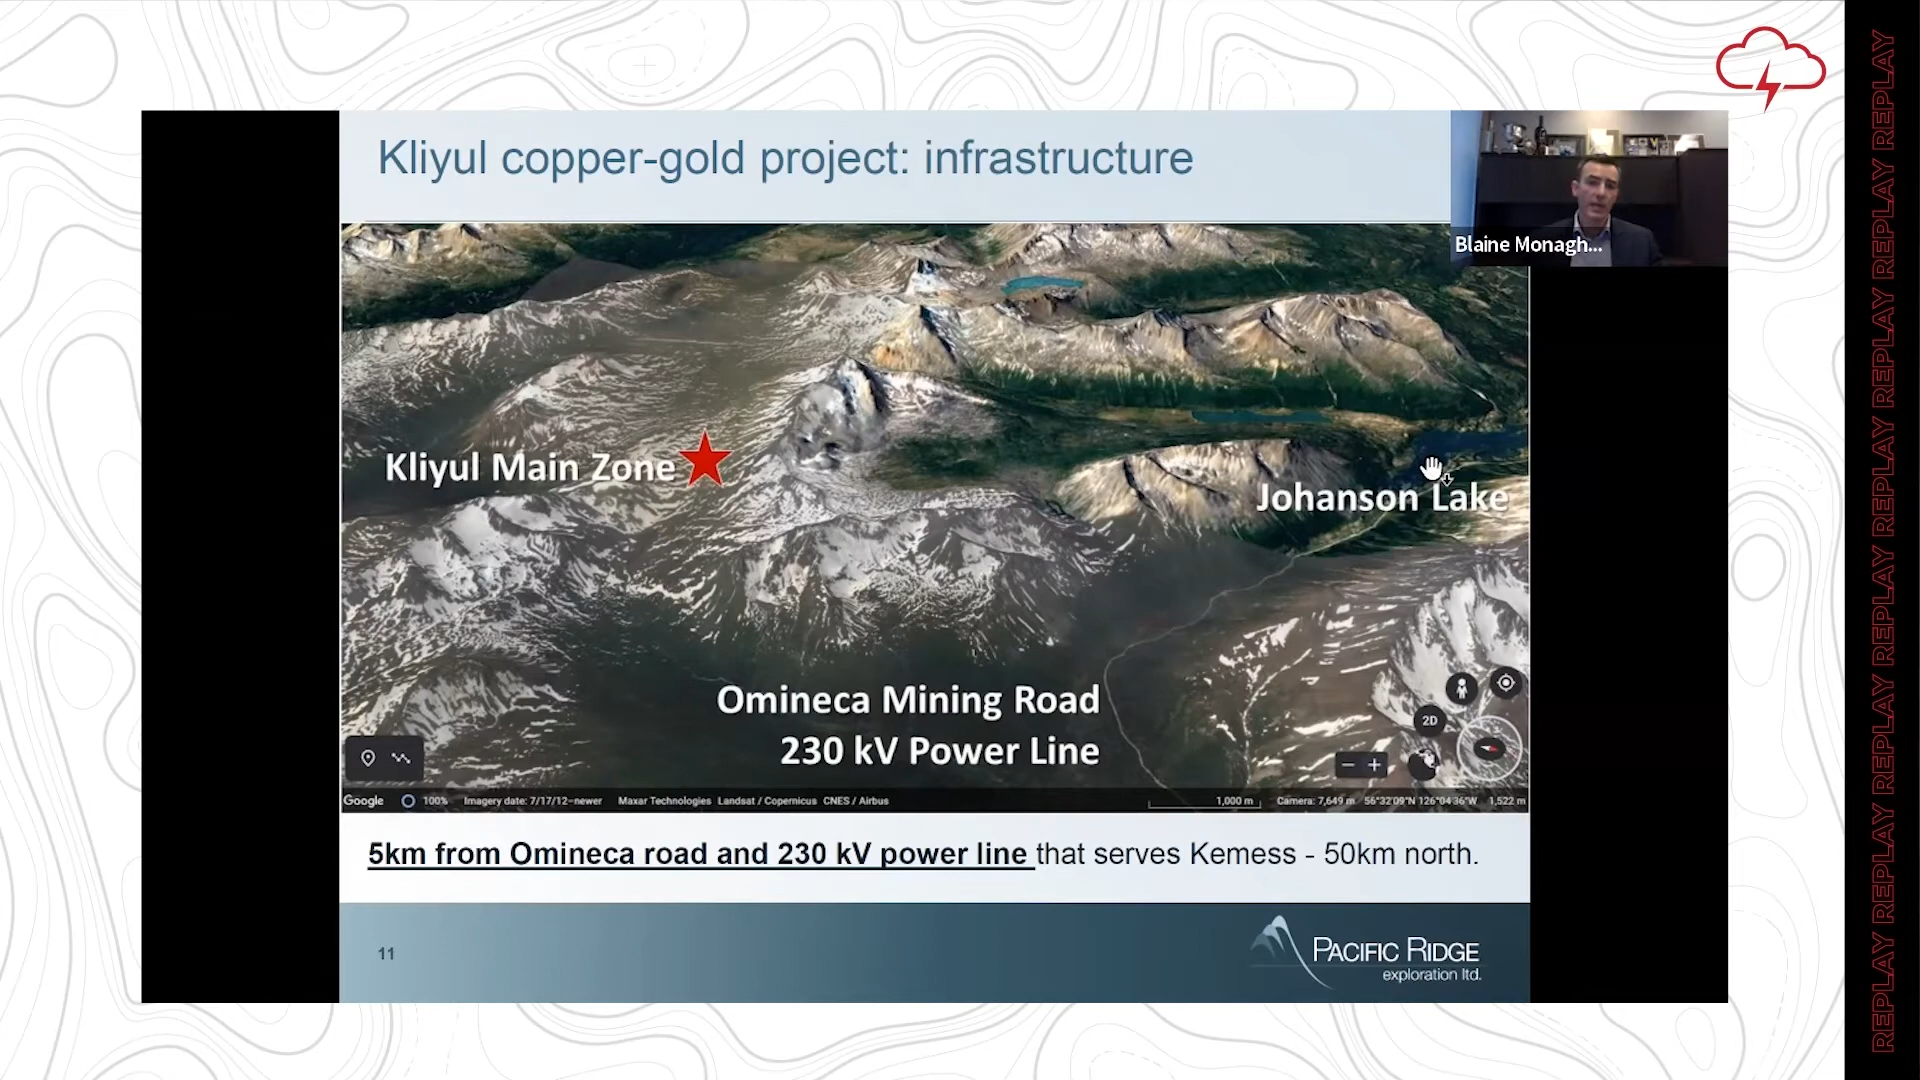 Kliyul copper-gold project: infrastructure
Blaine Monagh...
Kliyul Main Zone
Johanson Lake
Omineca Mining Road
230 kV Power Line
2D
Google 100% Imagery date: 7/17/12–newer Maxar Technologies Landsat / Copernicus CNES / Airbus 1,000 m Camera: 7,649 m 56°32'09"N 126°04'36"W 1,522 m
5km from Omineca road and 230 kV power line that serves Kemess - 50km north.
11
PACIFIC RIDGE
exploration ltd.
REPLAY REPLAY REPLAY REPLAY REPLAY REPLAY REPLAY REPLAY